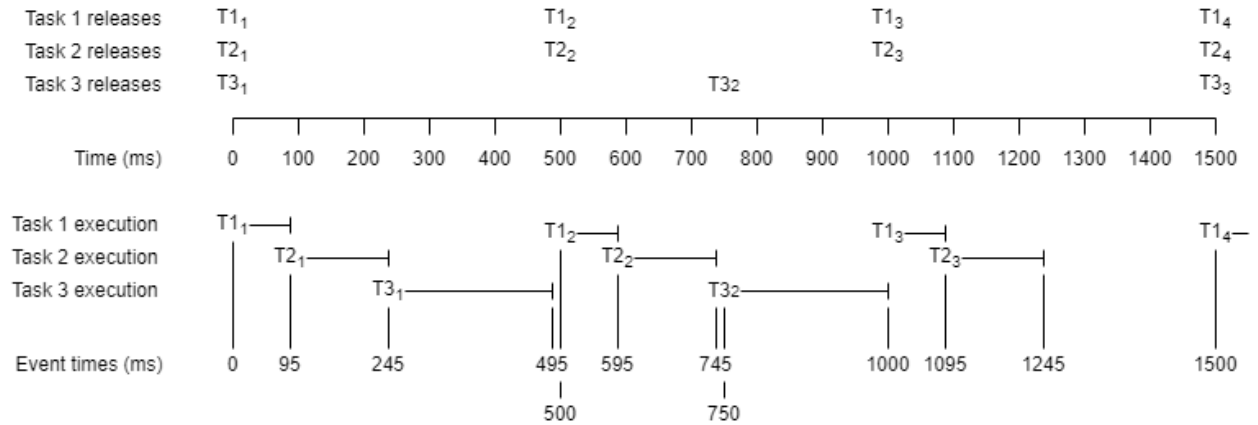 Task 1 releases T1₁ T1₂ T1₃ T1₄
Task 2 releases T2₁ T2₂ T2₃ T2₄
Task 3 releases T3₁ T32 T3₃
Time (ms) 0 100 200 300 400 500 600 700 800 900 1000 1100 1200 1300 1400 1500
Task 1 execution T1₁ T1₂ T1₃ T1₄
Task 2 execution T2₁ T2₂ T2₃
Task 3 execution T3₁ T32
Event times (ms) 0 95 245 495 595 745 1000 1095 1245 1500
500 750